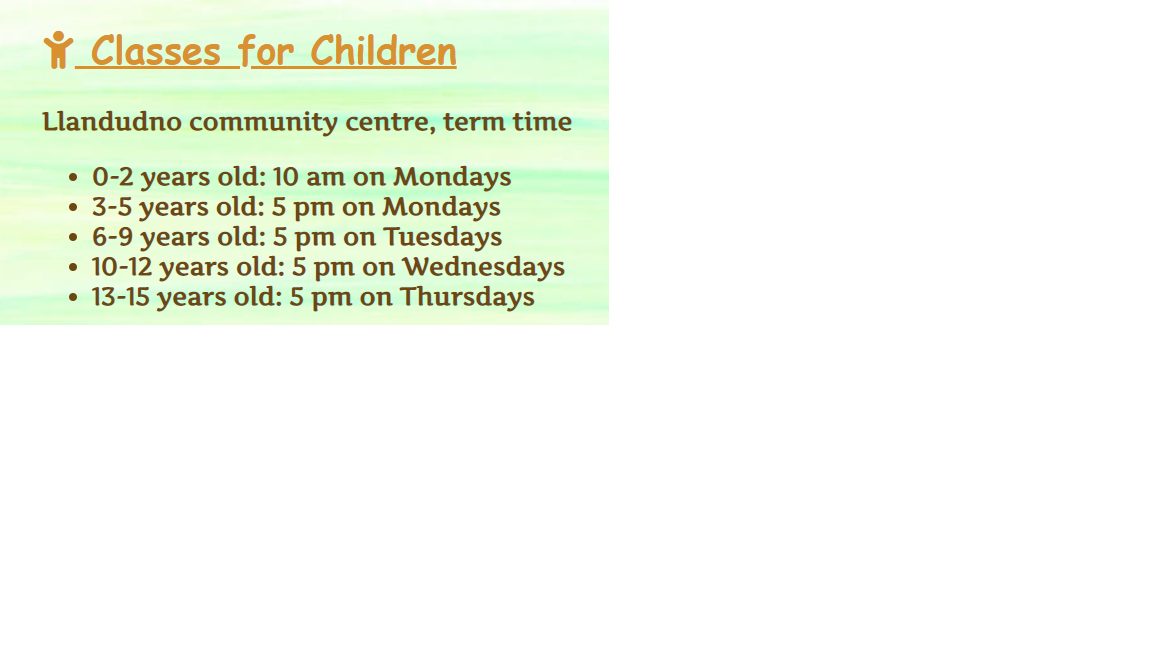 Classes for Children
Llandudno community centre, term time
• 0-2 years old: 10 am on Mondays
• 3-5 years old: 5 pm on Mondays
• 6-9 years old: 5 pm on Tuesdays
• 10-12 years old: 5 pm on Wednesdays
• 13-15 years old: 5 pm on Thursdays